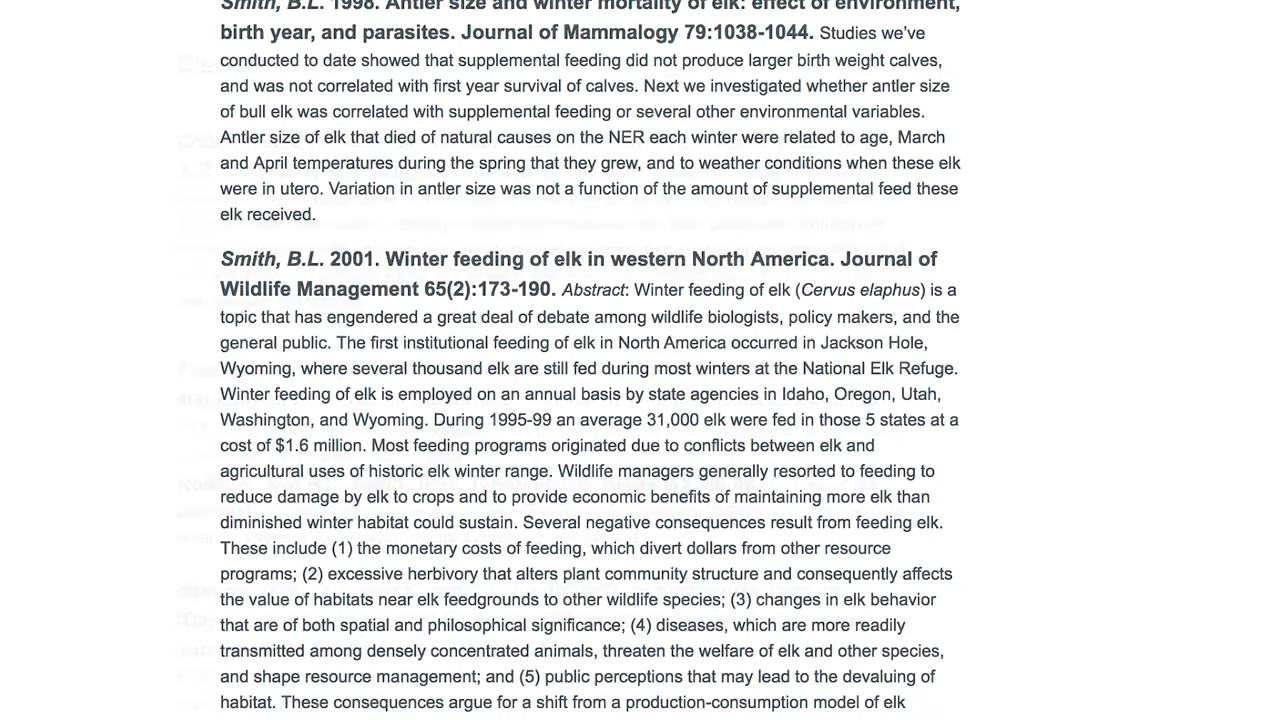 Smith, B.L. 1998. Antler size and winter mortality of elk: effect of environment,
birth year, and parasites. Journal of Mammalogy 79:1038-1044. Studies we've
conducted to date showed that supplemental feeding did not produce larger birth weight calves,
and was not correlated with first year survival of calves. Next we investigated whether antler size
of bull elk was correlated with supplemental feeding or several other environmental variables.
Antler size of elk that died of natural causes on the NER each winter were related to age, March
and April temperatures during the spring that they grew, and to weather conditions when these elk
were in utero. Variation in antler size was not a function of the amount of supplemental feed these
elk received.
Smith, B.L. 2001. Winter feeding of elk in western North America. Journal of
Wildlife Management 65(2):173-190. Abstract: Winter feeding of elk (Cervus elaphus) is a
topic that has engendered a great deal of debate among wildlife biologists, policy makers, and the
general public. The first institutional feeding of elk in North America occurred in Jackson Hole,
Wyoming, where several thousand elk are still fed during most winters at the National Elk Refuge.
Winter feeding of elk is employed on an annual basis by state agencies in Idaho, Oregon, Utah,
Washington, and Wyoming. During 1995-99 an average 31,000 elk were fed in those 5 states at a
cost of $1.6 million. Most feeding programs originated due to conflicts between elk and
agricultural uses of historic elk winter range. Wildlife managers generally resorted to feeding to
reduce damage by elk to crops and to provide economic benefits of maintaining more elk than
diminished winter habitat could sustain. Several negative consequences result from feeding elk.
These include (1) the monetary costs of feeding, which divert dollars from other resource
programs; (2) excessive herbivory that alters plant community structure and consequently affects
the value of habitats near elk feedgrounds to other wildlife species; (3) changes in elk behavior
that are of both spatial and philosophical significance; (4) diseases, which are more readily
transmitted among densely concentrated animals, threaten the welfare of elk and other species,
and shape resource management; and (5) public perceptions that may lead to the devaluing of
habitat. These consequences argue for a shift from a production-consumption model of elk